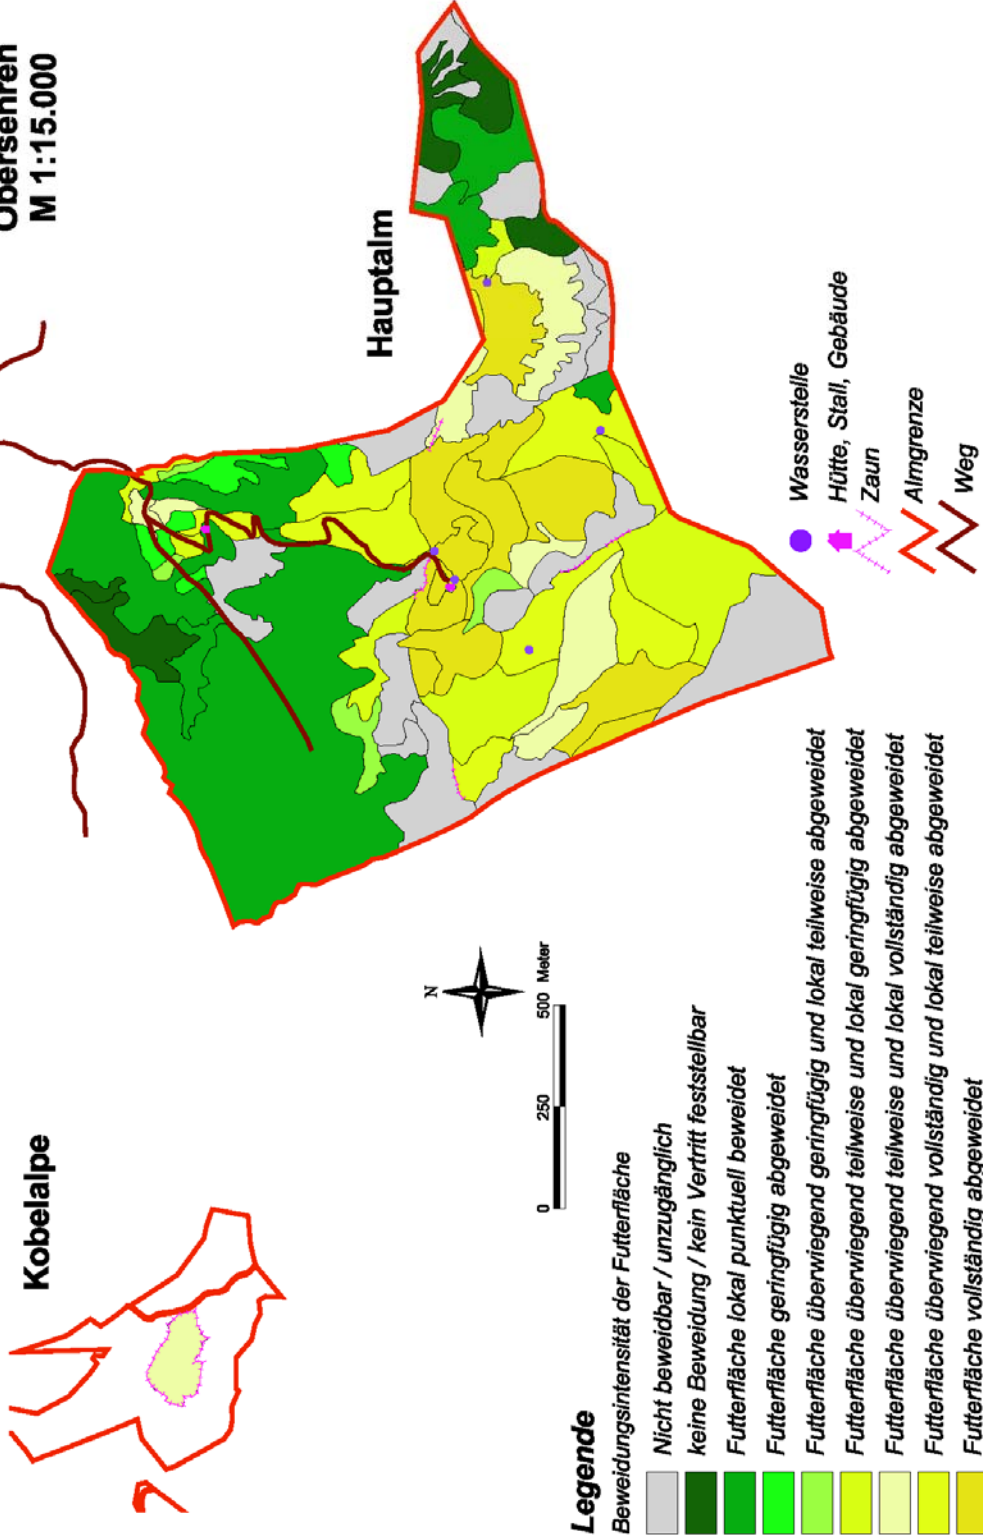 Obersehren
M 1:15.000
Kobelalpe
Hauptalm
N
0 250 500 Meter
Legende
Beweidungsintensität der Futterfläche
Nicht beweidbar / unzugänglich
keine Beweidung / kein Vertritt feststellbar
Futterfläche lokal punktuell beweidet
Futterfläche geringfügig abgeweidet
Futterfläche überwiegend geringfügig und lokal teilweise abgeweidet
Futterfläche überwiegend teilweise und lokal geringfügig abgeweidet
Futterfläche überwiegend teilweise und lokal vollständig abgeweidet
Futterfläche überwiegend vollständig und lokal teilweise abgeweidet
Futterfläche vollständig abgeweidet
Wasserstelle
Hütte, Stall, Gebäude
Zaun
Almgrenze
Weg